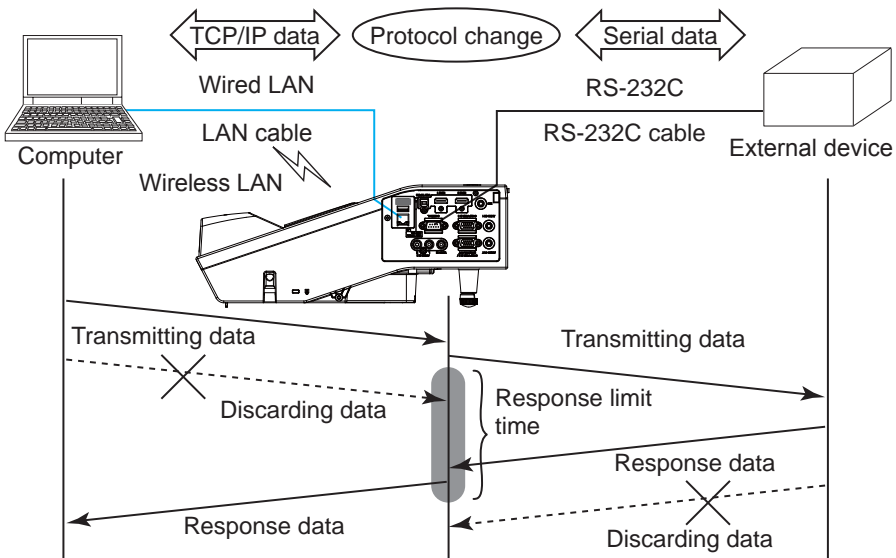 TCP/IP data
Protocol change
Serial data
Wired LAN
RS-232C
LAN cable
RS-232C cable
Computer
External device
Wireless LAN
Transmitting data
Transmitting data
Discarding data
Response limit
time
Response data
Response data
Discarding data